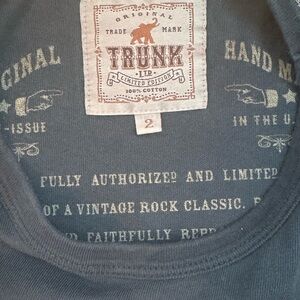 ORIGINAL
TRADE MARK
TRUNK
LTD
LIMITED EDITION
100% COTTON
2
GINAL
HAND M
-ISSUE
IN THE U.
FULLY AUTHORIZED AND LIMITED
OF A VINTAGE ROCK CLASSIC.
FAITHFULLY REPR